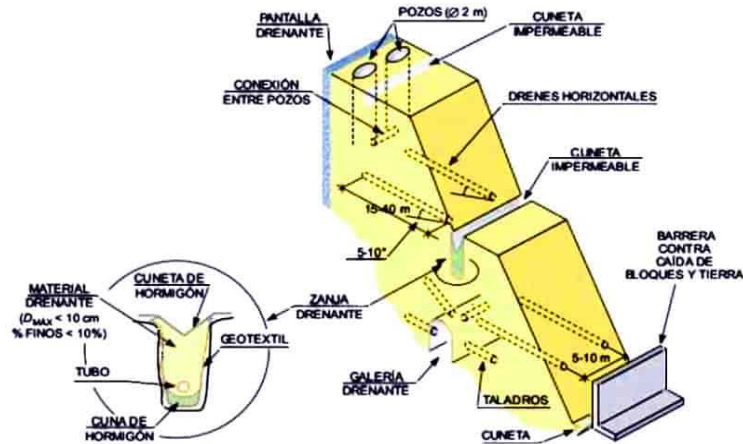 PANTALLA
DRENANTE
POZOS (Ø 2 m)
CUNETA
IMPERMEABLE
CONEXIÓN
ENTRE POZOS
DRENES HORIZONTALES
CUNETA
IMPERMEABLE
15-40 m
5-10°
BARRERA
CONTRA
CAÍDA DE
BLOQUES Y TIERRA
MATERIAL
DRENANTE
(DMAX < 10 cm
% FINOS < 10%)
CUNETA DE
HORMIGÓN
ZANJA
DRENANTE
GEOTEXTIL
TUBO
CUNA DE
HORMIGÓN
GALERÍA
DRENANTE
TALADROS
5-10 m
CUNETA